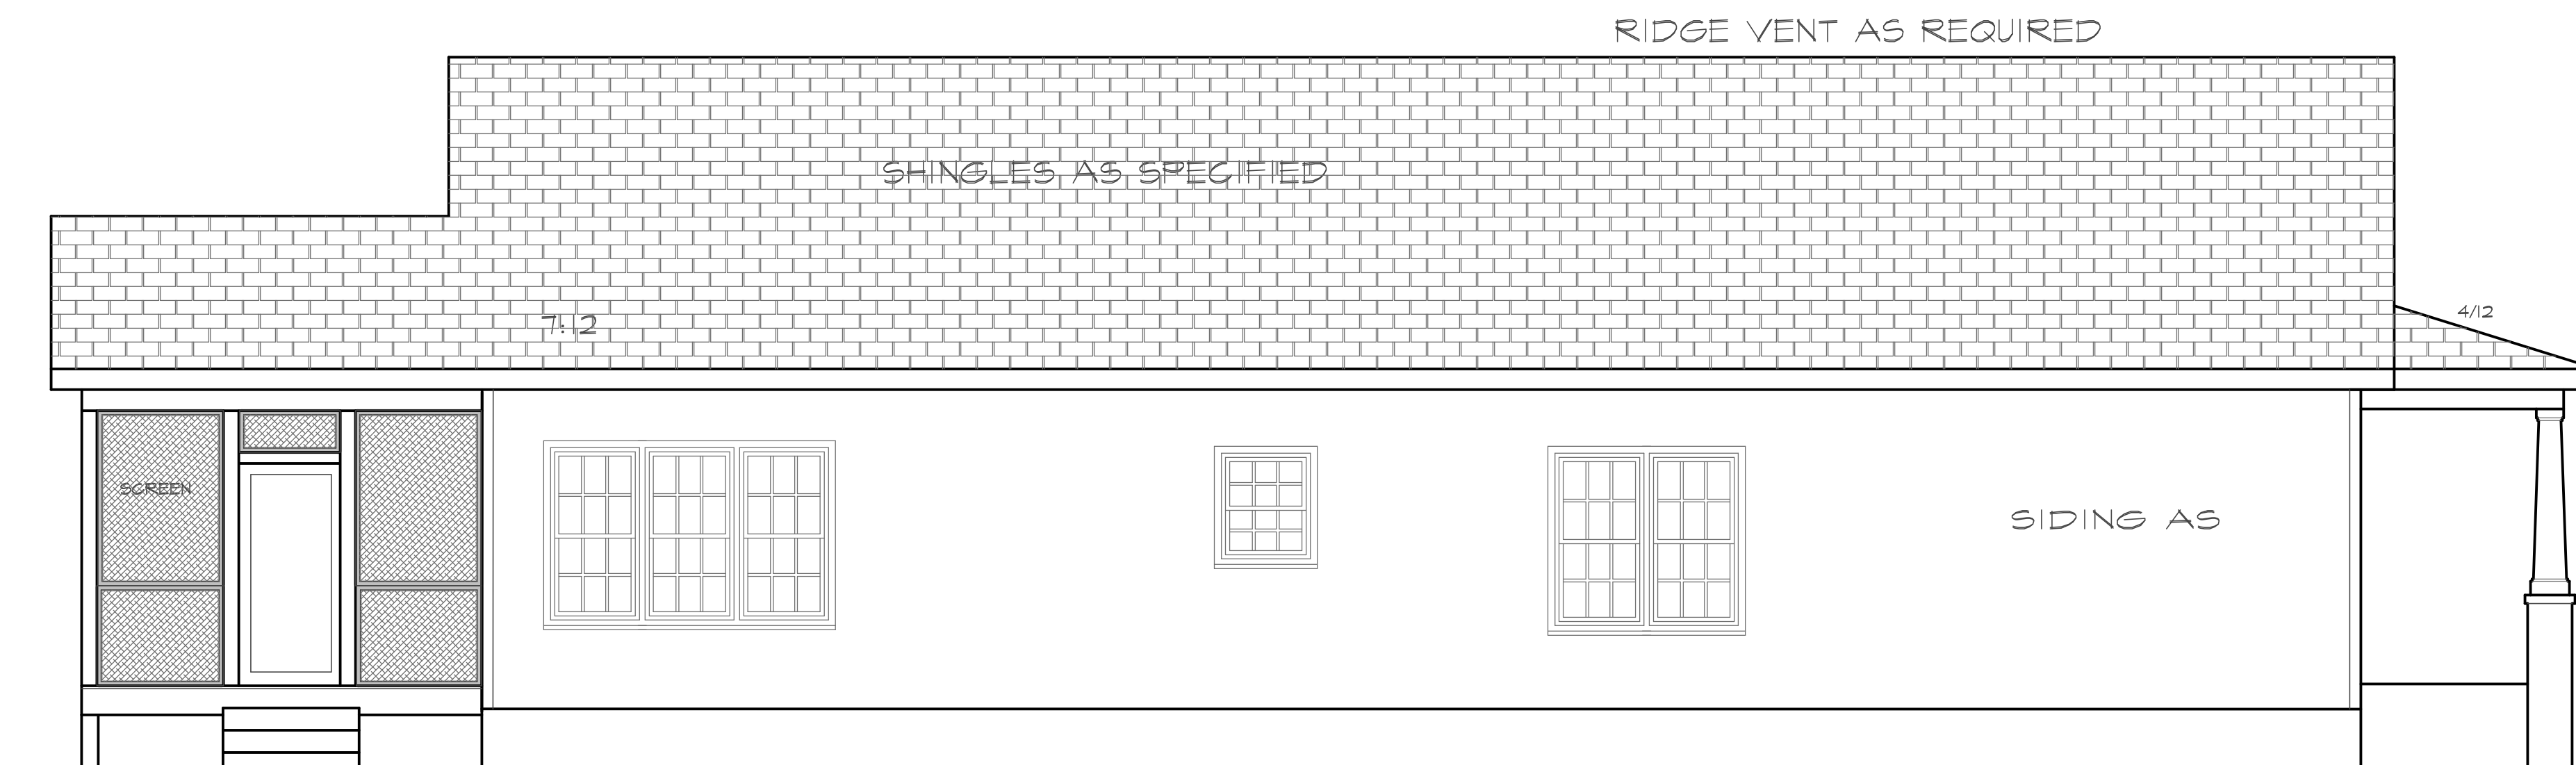 RIDGE VENT AS REQUIRED
SHINGLES AS SPECIFIED
7:12
4/12
SCREEN
SIDING AS